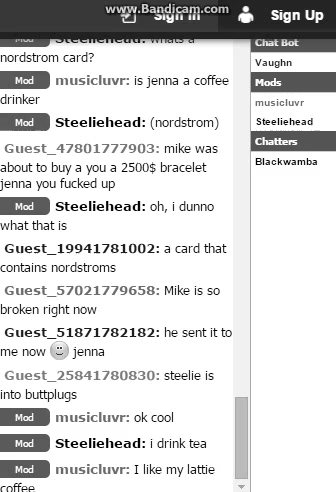 www.Bandicam.com
Sign In
Sign Up
Mod Steeliehead: whats a
nordstrom card?
Mod musicluvr: is jenna a coffee
drinker
Mod Steeliehead: (nordstrom)
Guest_47801777903: mike was
about to buy a you a 2500$ bracelet
jenna you fucked up
Mod Steeliehead: oh, i dunno
what that is
Guest_19941781002: a card that
contains nordstroms
Guest_57021779658: Mike is so
broken right now
Guest_51871782182: he sent it to
me now jenna
Guest_25841780830: steelie is
into buttplugs
Mod musicluvr: ok cool
Mod Steeliehead: i drink tea
Mod musicluvr: I like my lattie
coffee
Chat Bot
Vaughn
Mods
musicluvr
Steeliehead
Chatters
Blackwamba